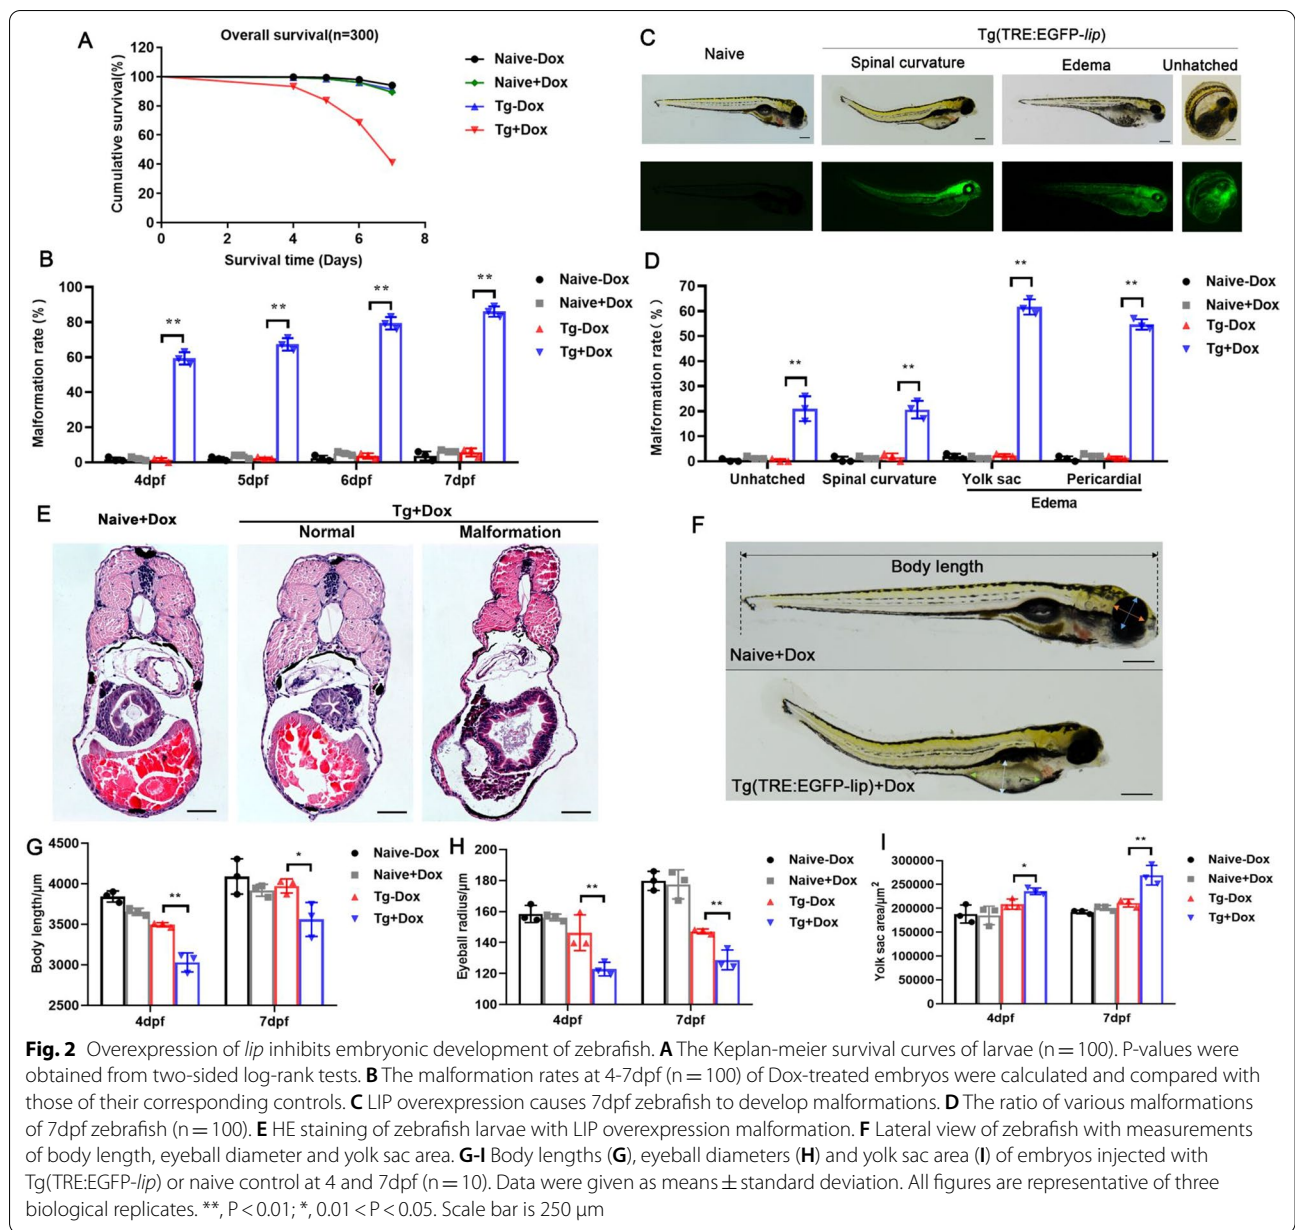 A
Overall survival(n=300)
Cumulative survival(%)
120
100
80
60
40
20
0
0 2 4 6 8
Survival time (Days)
Naive-Dox
Naive+Dox
Tg-Dox
Tg+Dox
B
Malformation rate (%)
100
80
60
40
20
0
** ** ** **
4dpf 5dpf 6dpf 7dpf
Naive-Dox
Naive+Dox
Tg-Dox
Tg+Dox
C
Tg(TRE:EGFP-lip)
Naive Spinal curvature Edema Unhatched
D
Malformation rate (%)
70
60
50
40
30
20
10
0
** ** ** **
Unhatched Spinal curvature Yolk sac Pericardial
Edema
Naive-Dox
Naive+Dox
Tg-Dox
Tg+Dox
E
Naive+Dox Tg+Dox
Normal Malformation
F
Body length
Naive+Dox
Tg(TRE:EGFP-lip)+Dox
G
Body length/μm
4500
4000
3500
3000
2500
** *
4dpf 7dpf
Naive-Dox
Naive+Dox
Tg-Dox
Tg+Dox
H
Eyeball radius/μm
200
180
160
140
120
100
** **
4dpf 7dpf
Naive-Dox
Naive+Dox
Tg-Dox
Tg+Dox
I
Yolk sac area/μm²
300000
250000
200000
150000
100000
50000
0
* **
4dpf 7dpf
Naive-Dox
Naive+Dox
Tg-Dox
Tg+Dox
Fig. 2 Overexpression of lip inhibits embryonic development of zebrafish. A The Keplan-meier survival curves of larvae (n = 100). P-values were
obtained from two-sided log-rank tests. B The malformation rates at 4-7dpf (n = 100) of Dox-treated embryos were calculated and compared with
those of their corresponding controls. C LIP overexpression causes 7dpf zebrafish to develop malformations. D The ratio of various malformations
of 7dpf zebrafish (n = 100). E HE staining of zebrafish larvae with LIP overexpression malformation. F Lateral view of zebrafish with measurements
of body length, eyeball diameter and yolk sac area. G-I Body lengths (G), eyeball diameters (H) and yolk sac area (I) of embryos injected with
Tg(TRE:EGFP-lip) or naive control at 4 and 7dpf (n = 10). Data were given as means ± standard deviation. All figures are representative of three
biological replicates. **, P < 0.01; *, 0.01 < P < 0.05. Scale bar is 250 μm